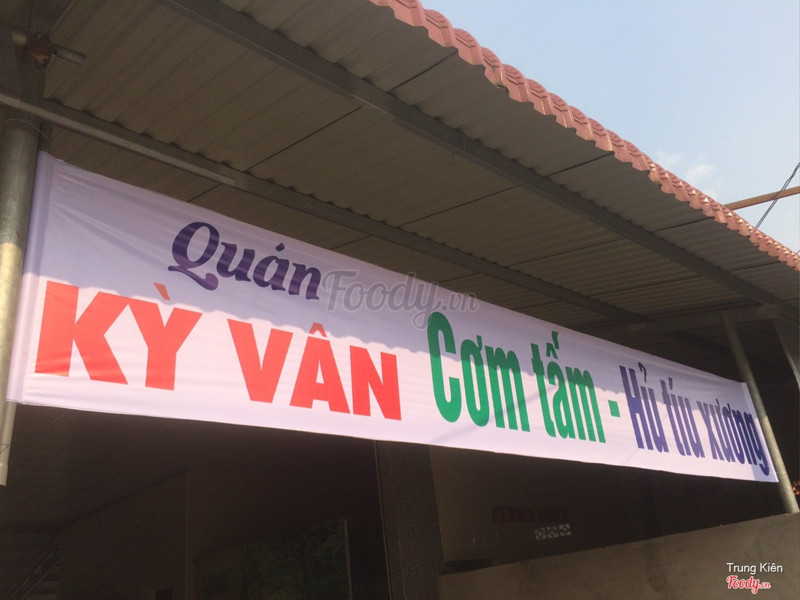 Quán
KỲ VÂN Cơm tấm - Hủ tíu xương
Foody.vn
Trung Kiên
Foody.vn